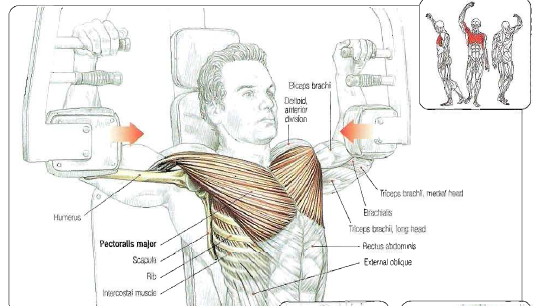 Biceps brachii
Deltoid,
anterior
division
Triceps brachii, medial head
Brachialis
Triceps brachii, long head
Rectus abdominis
External oblique
Humerus
Pectoralis major
Scapula
Rib
Intercostal muscle